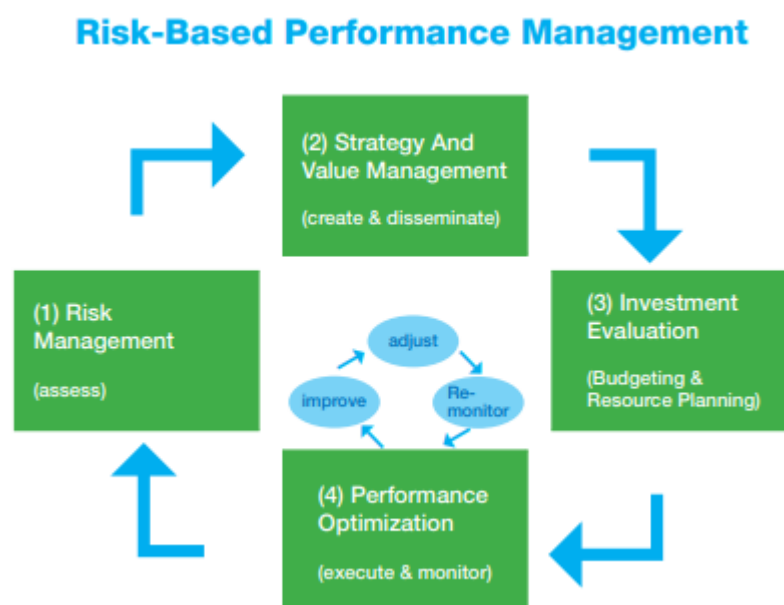 Risk-Based Performance Management
(2) Strategy And
Value Management
(create & disseminate)
(1) Risk
Management
(assess)
(3) Investment
Evaluation
(Budgeting &
Resource Planning)
adjust
improve
Re-
monitor
(4) Performance
Optimization
(execute & monitor)